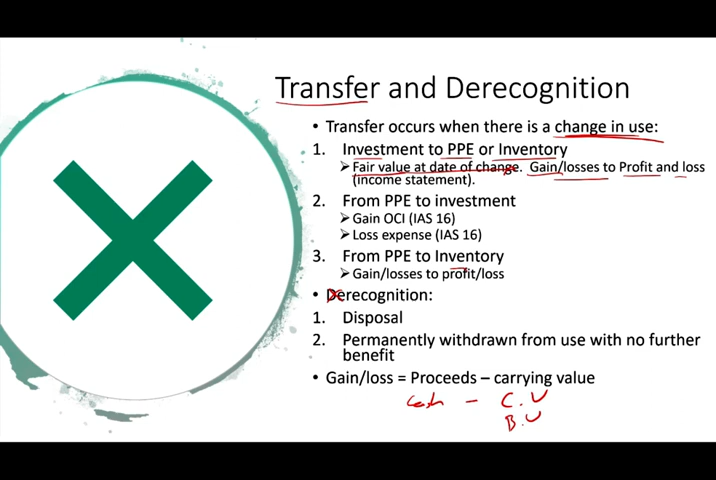 Transfer and Derecognition
• Transfer occurs when there is a change in use:
1. Investment to PPE or Inventory
➢ Fair value at date of change. Gain/losses to Profit and loss
(income statement).
2. From PPE to investment
➢ Gain OCI (IAS 16)
➢ Loss expense (IAS 16)
3. From PPE to Inventory
➢ Gain/losses to profit/loss
• Derecognition:
1. Disposal
2. Permanently withdrawn from use with no further
benefit
• Gain/loss = Proceeds – carrying value
Cash – C.V
B.V